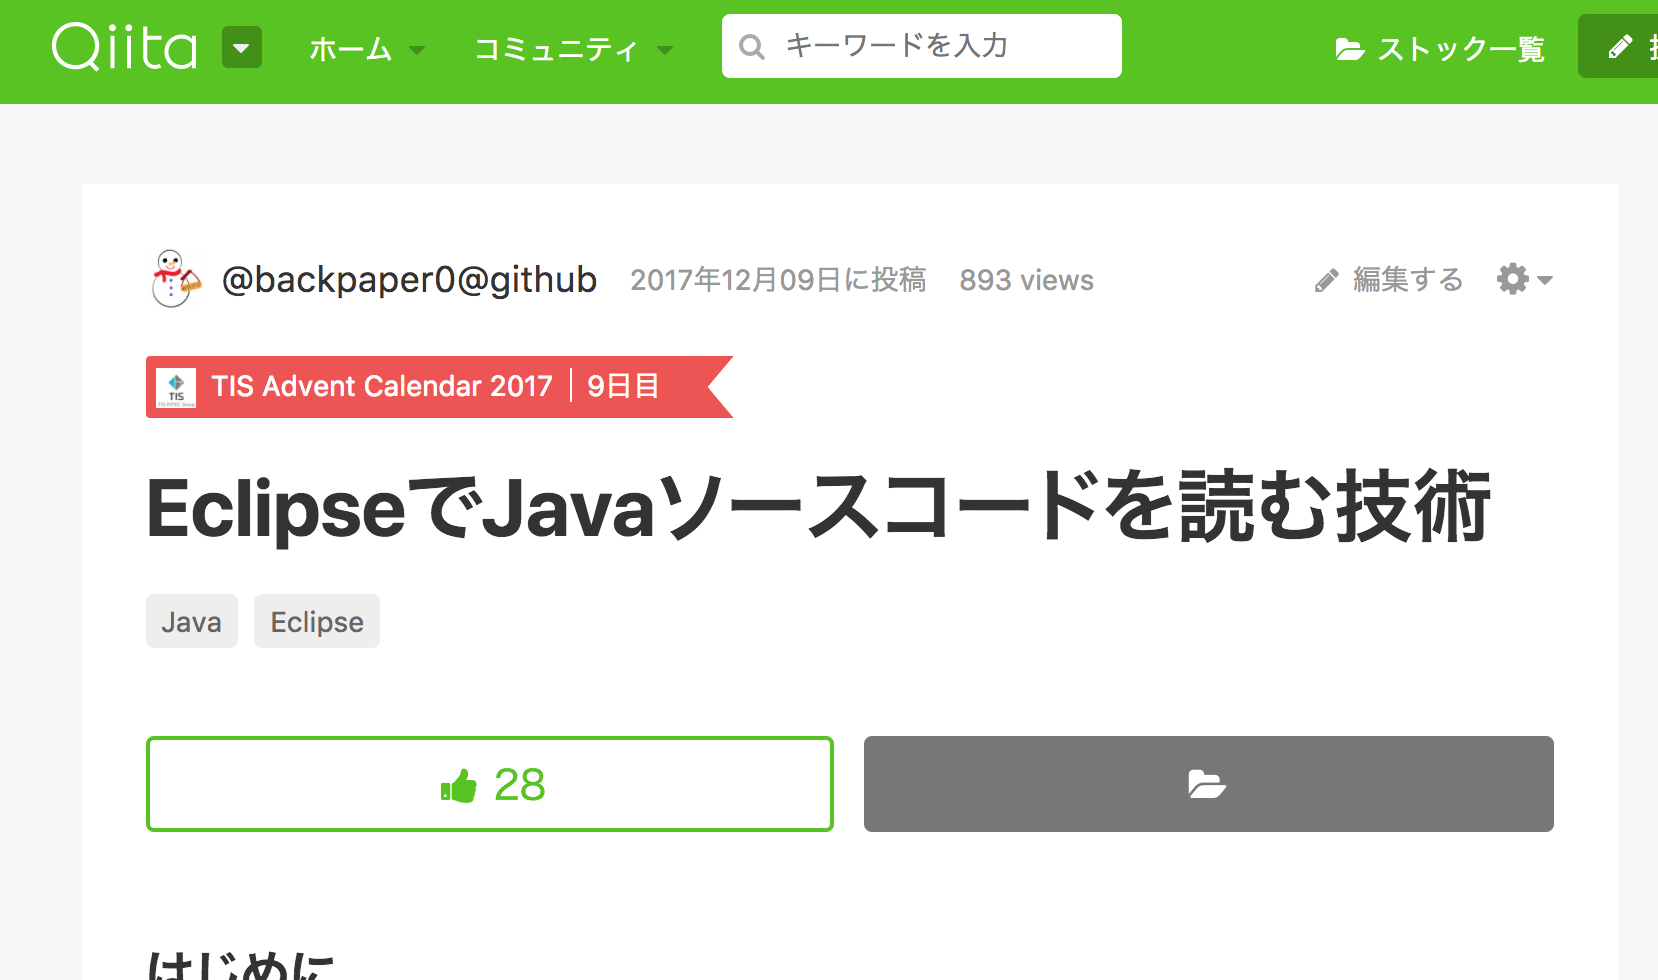 Qiita ホーム コミュニティ キーワードを入力 ストック一覧
@backpaper0@github 2017年12月09日に投稿 893 views 編集する
TIS TIS Advent Calendar 2017 9日目
EclipseでJavaソースコードを読む技術
Java Eclipse
28
はじめに